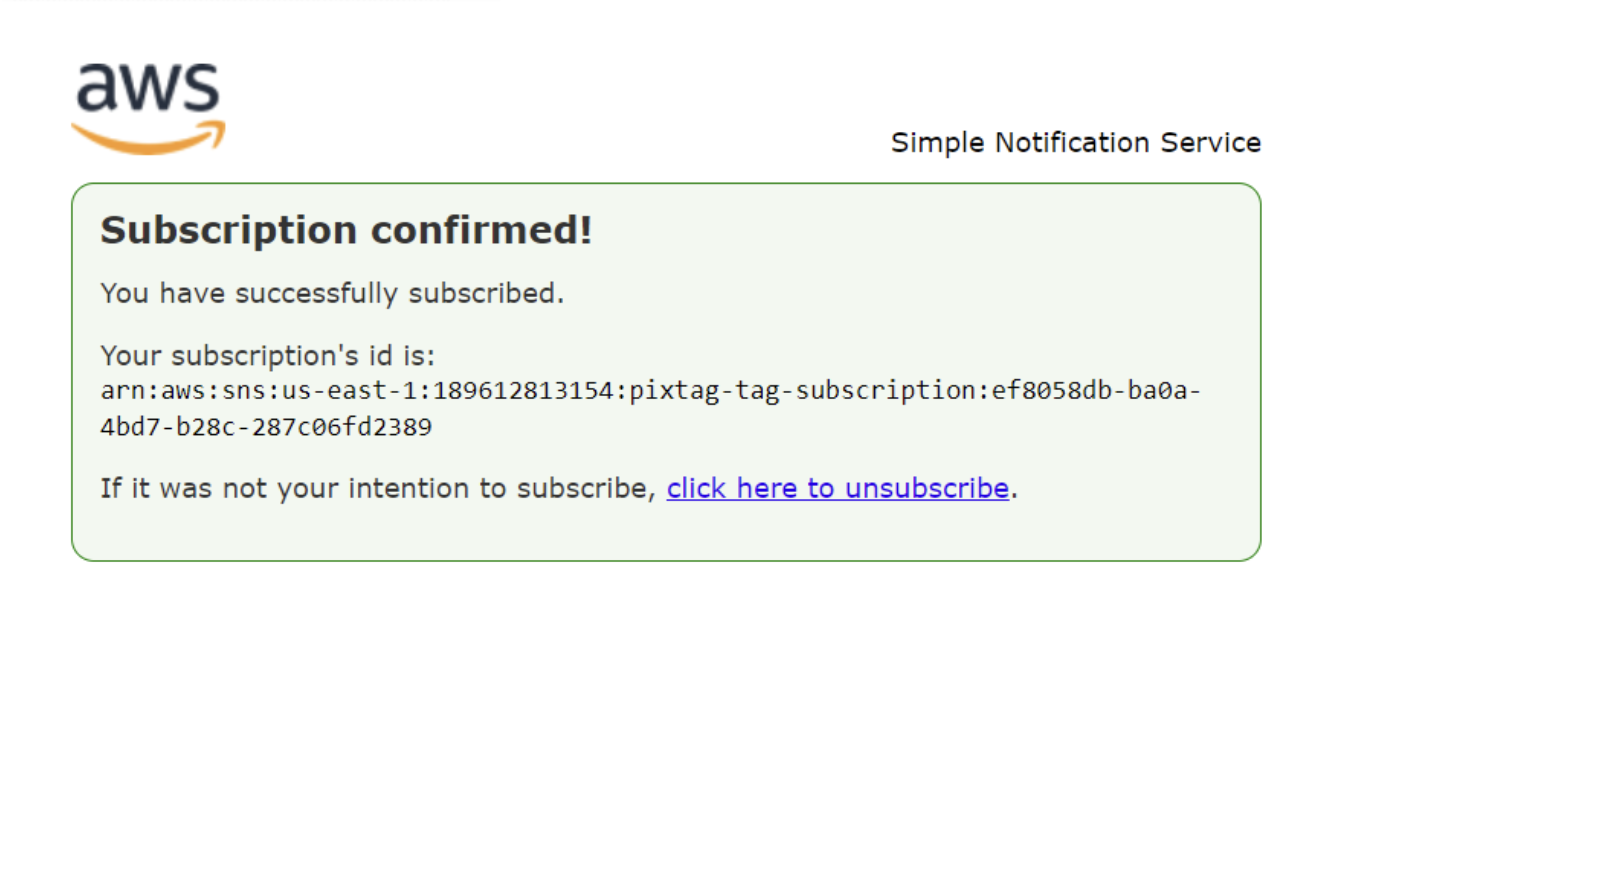 aws
Simple Notification Service
Subscription confirmed!
You have successfully subscribed.
Your subscription's id is:
arn:aws:sns:us-east-1:189612813154:pixtag-tag-subscription:ef8058db-ba0a-
4bd7-b28c-287c06fd2389
If it was not your intention to subscribe, click here to unsubscribe.